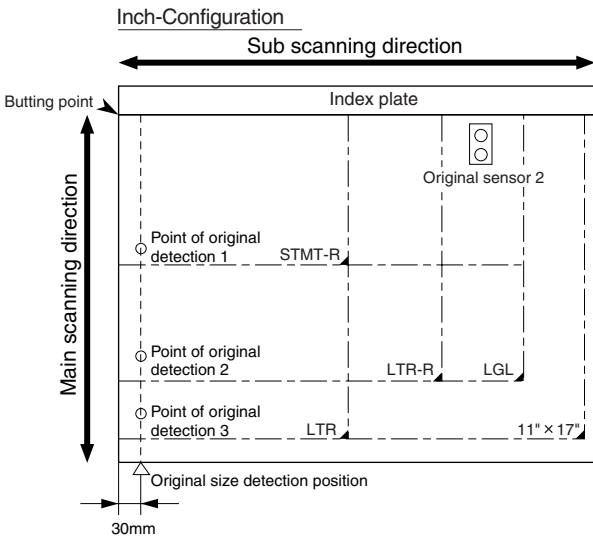 Inch-Configuration
Sub scanning direction
Butting point
Index plate
Main scanning direction
Original sensor 2
Point of original
detection 1
STMT-R
Point of original
detection 2
LTR-R
LGL
Point of original
detection 3
LTR
11" × 17"
Original size detection position
30mm